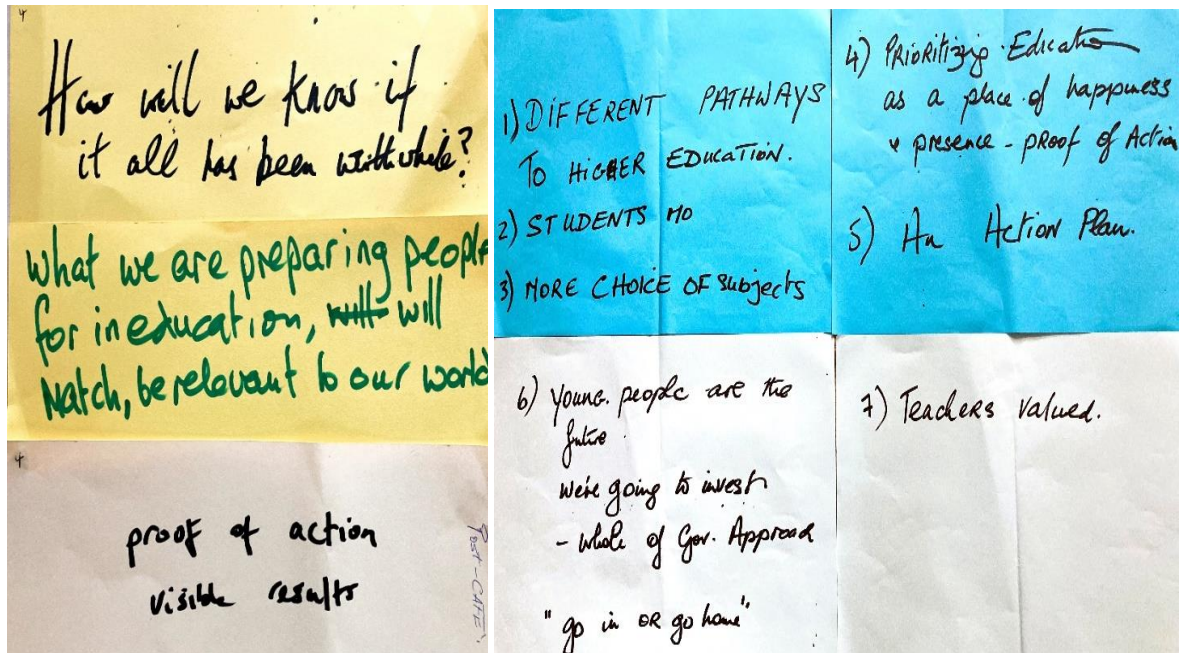 4
How will we know if
it all has been worthwhile?
What we are preparing people
for in education, will will
Match, be relevant to our world
4
proof of action
visible results
POST-CAFE
1) DIFFERENT PATHWAYS
TO HIGHER EDUCATION.
2) STUDENTS MO
3) MORE CHOICE OF Subjects
4) PRIORITIZING Education
as a place of happiness
presence - PROOF of Action
5) An Action Plan.
6) Young people are the
future
we're going to invest
- whole of Gov. Approach
"go in OR go home"
7) Teachers valued.